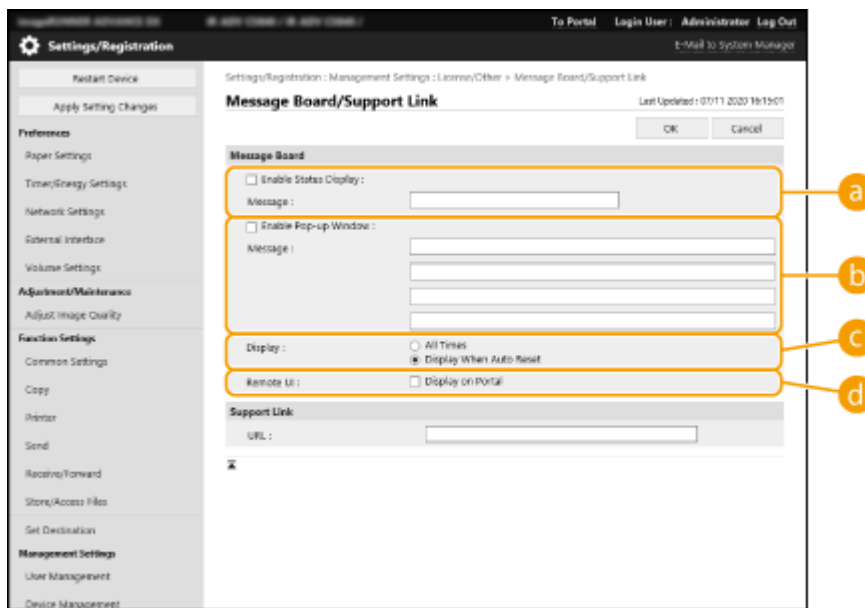 To Portal Login User : Administrator Log Out
Settings/Registration
E-Mail to System Manager
Restart Device
Apply Setting Changes
Preferences
Paper Settings
Timer/Energy Settings
Network Settings
External Interface
Volume Settings
Adjustment/Maintenance
Adjust Image Quality
Function Settings
Common Settings
Copy
Printer
Send
Receive/Forward
Store/Access Files
Set Destination
Management Settings
User Management
Device Management
Settings/Registration : Management Settings : License/Other > Message Board/Support Link
Message Board/Support Link
Last Updated : 07/11 2020 16:15:01
OK Cancel
Message Board
Enable Status Display :
Message :
a
Enable Pop-up Window :
Message :
b
Display :
All Times
Display When Auto Reset
c
Remote UI :
Display on Portal
d
Support Link
URL :